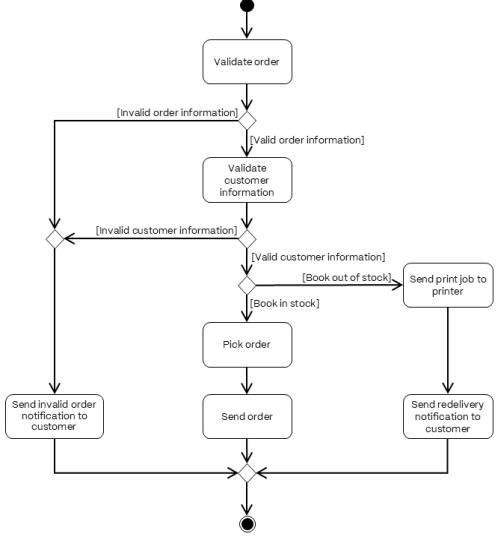 Validate order
[Invalid order information]
[Valid order information]
Validate
customer
information
[Invalid customer information]
[Valid customer information]
[Book out of stock]
Send print job to
printer
[Book in stock]
Pick order
Send invalid order
notification to
customer
Send order
Send redelivery
notification to
customer